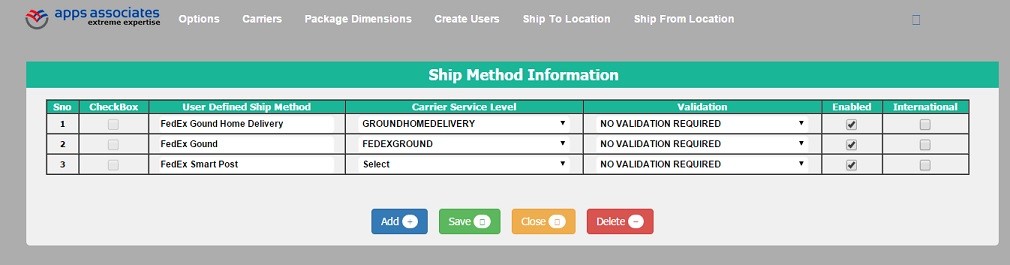 apps associates
extreme expertise
Options Carriers Package Dimensions Create Users Ship To Location Ship From Location
Ship Method Information
Sno CheckBox User Defined Ship Method Carrier Service Level Validation Enabled International
1 FedEx Gound Home Delivery GROUNDHOMEDELIVERY NO VALIDATION REQUIRED
2 FedEx Gound FEDEXGROUND NO VALIDATION REQUIRED
3 FedEx Smart Post Select NO VALIDATION REQUIRED
Add + Save Close Delete −